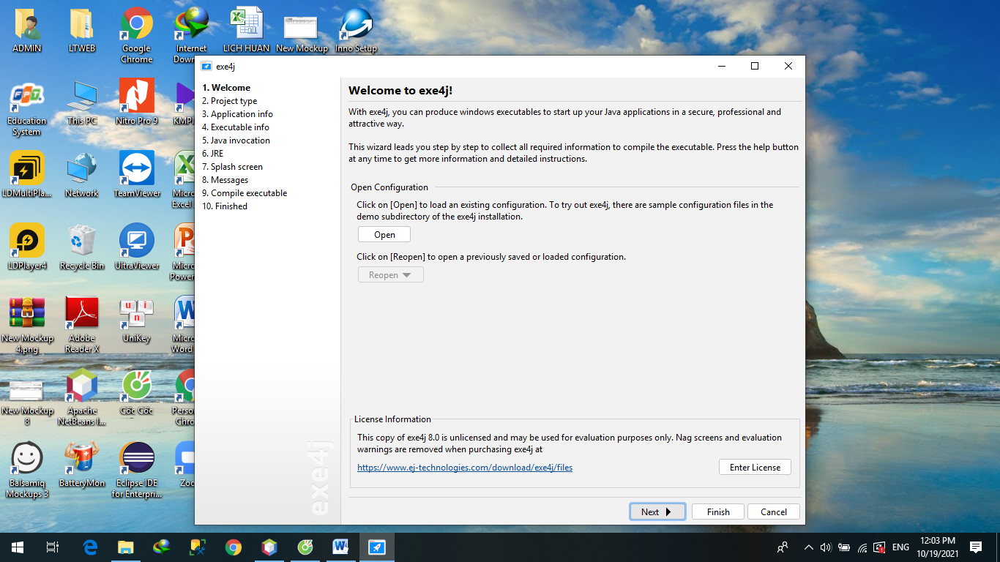 ADMIN
LTWEB
Google
Chrome
Internet
Down...
LICH HUAN
New Mockup
Inno Setup
FPT
Education
System
This PC
Nitro Pro 9
KMPl
LDMultiPla...
Network
TeamViewer
Micro
Excel
LDPlayer4
Recycle Bin
UltraViewer
Micro
Power
New Mockup
4.png
Adobe
Reader X
u i
n
UniKey
Micro
Word
New Mockup
8
Apache
NetBeans I...
Cốc Cốc
Person
Chro
Balsamiq
Mockups 3
BatteryMon
Eclipse IDE
for Enterpri...
Zoo
exe4j
1. Welcome
2. Project type
3. Application info
4. Executable info
5. Java invocation
6. JRE
7. Splash screen
8. Messages
9. Compile executable
10. Finished
exe4j
Welcome to exe4j!
With exe4j, you can produce windows executables to start up your Java applications in a secure, professional and
attractive way.
This wizard leads you step by step to collect all required information to compile the executable. Press the help button
at any time to get more information and detailed instructions.
Open Configuration
Click on [Open] to load an existing configuration. To try out exe4j, there are sample configuration files in the
demo subdirectory of the exe4j installation.
Open
Click on [Reopen] to open a previously saved or loaded configuration.
Reopen
License Information
This copy of exe4j 8.0 is unlicensed and may be used for evaluation purposes only. Nag screens and evaluation
warnings are removed when purchasing exe4j at
https://www.ej-technologies.com/download/exe4j/files
Enter License
Next
Finish
Cancel
ENG
12:03 PM
10/19/2021